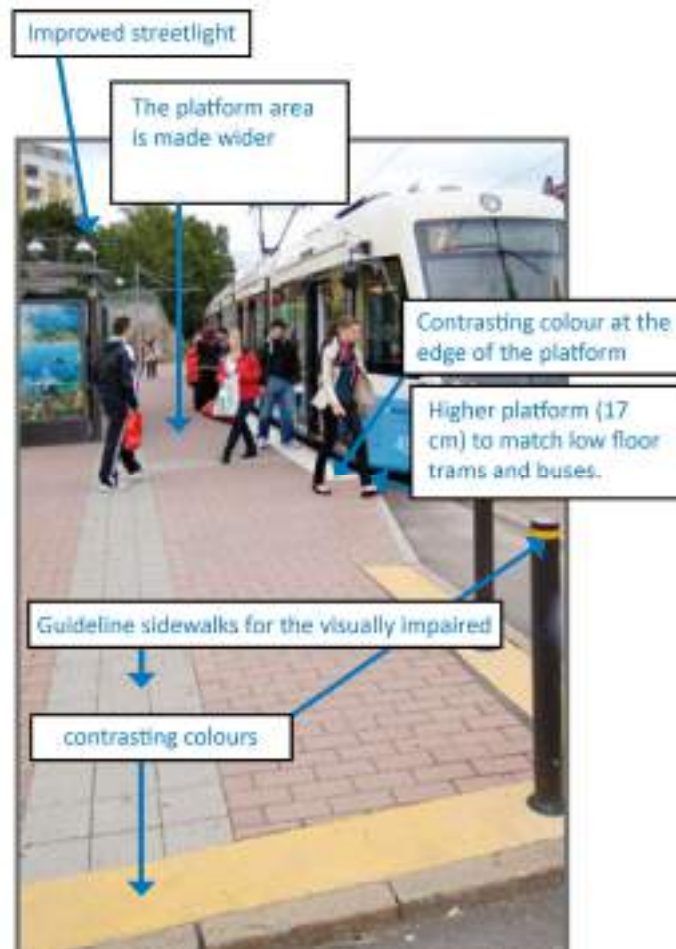 Improved streetlight
The platform area
is made wider
Contrasting colour at the
edge of the platform
Higher platform (17
cm) to match low floor
trams and buses.
Guideline sidewalks for the visually impaired
contrasting colours